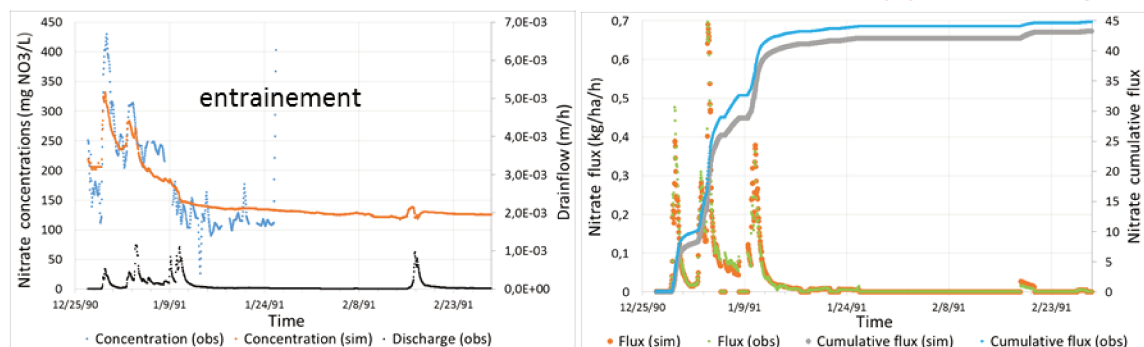 450
400
350
300
250
200
150
100
50
0
Nitrate concentrations (mg NO3/L)
entrainement
7,0E-03
6,0E-03
5,0E-03
4,0E-03
3,0E-03
2,0E-03
1,0E-03
0,0E+00
Drainflow (m/h)
12/25/90 1/9/91 1/24/91 2/8/91 2/23/91
Time
Concentration (obs) Concentration (sim) Discharge (obs)
0,7
0,6
0,5
0,4
0,3
0,2
0,1
0
Nitrate flux (kg/ha/h)
45
40
35
30
25
20
15
10
5
0
Nitrate cumulative flux
12/25/90 1/9/91 1/24/91 2/8/91 2/23/91
Time
Flux (sim) Flux (obs) Cumulative flux (sim) Cumulative flux (obs)